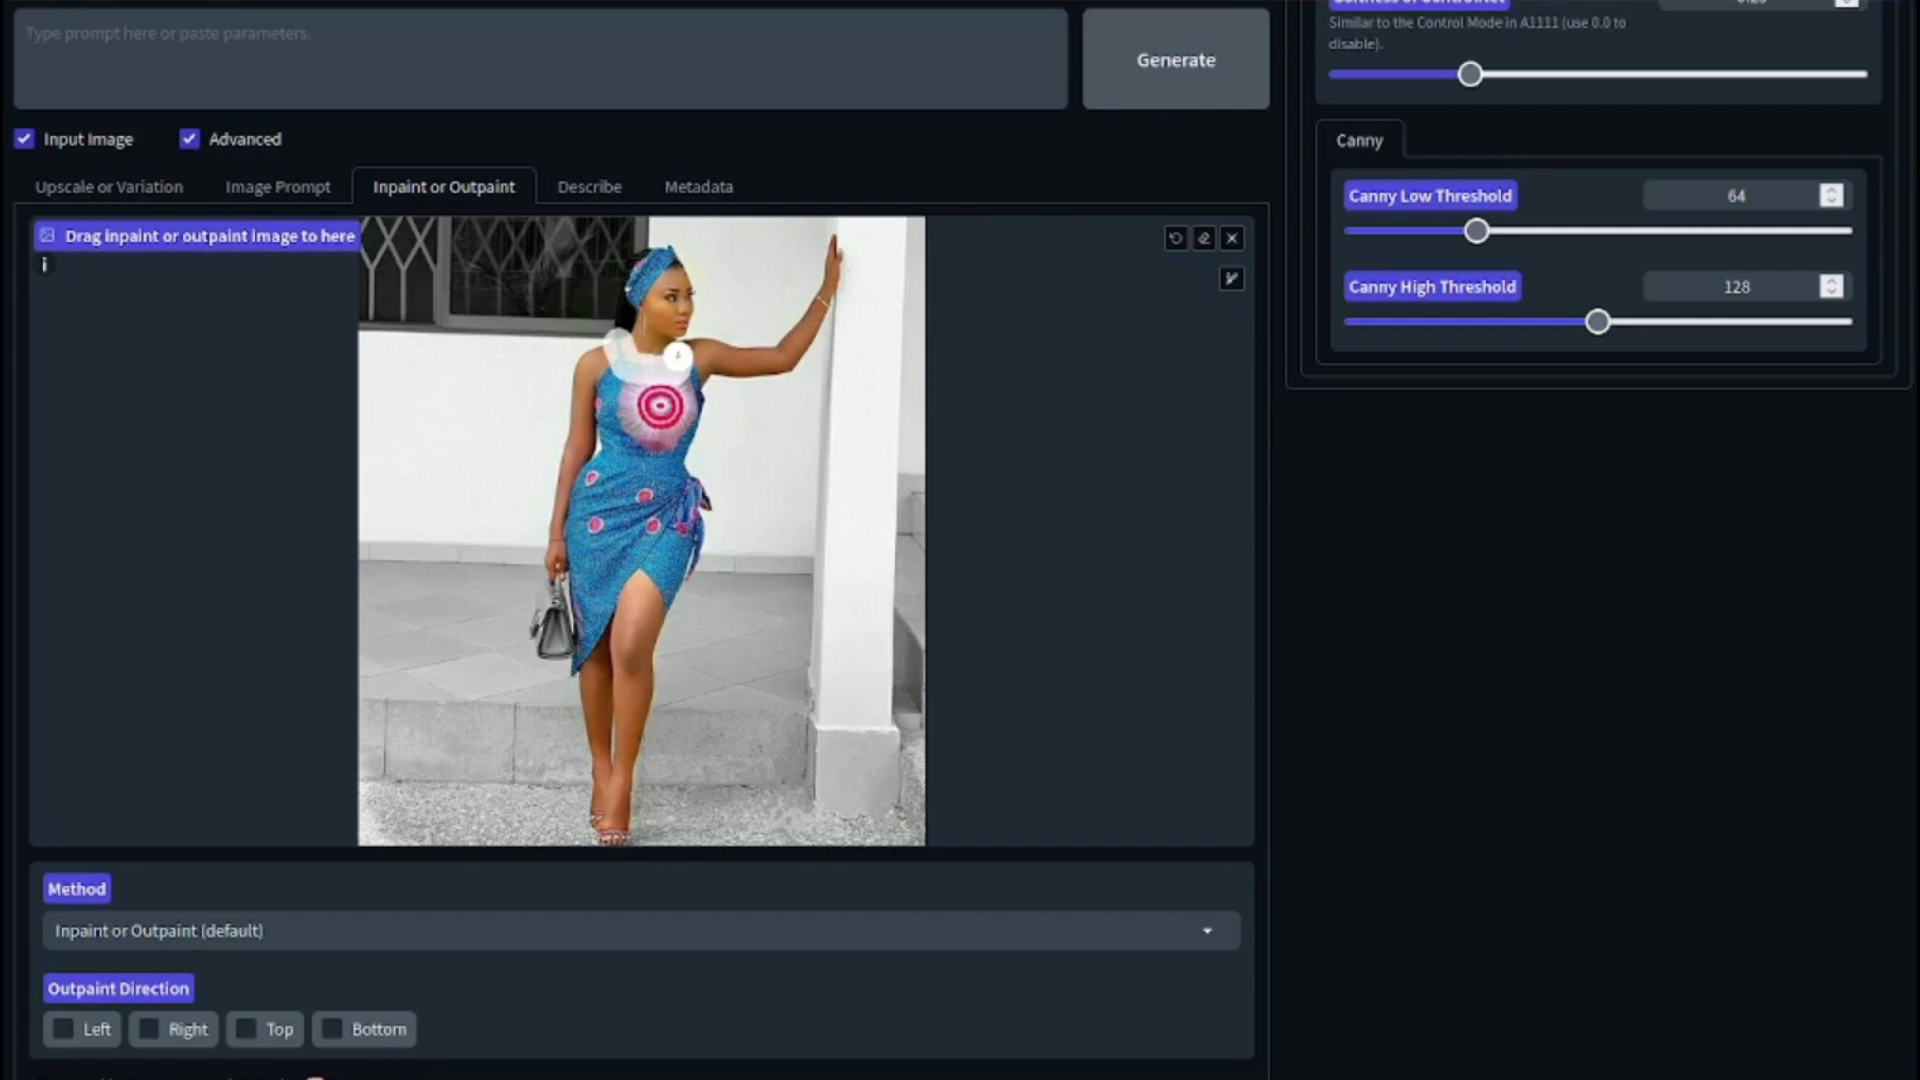 Type prompt here or paste parameters.
Generate
Similar to the Control Mode in A1111 (use 0.0 to
disable).
Input Image
Advanced
Canny
Upscale or Variation
Image Prompt
Inpaint or Outpaint
Describe
Metadata
Canny Low Threshold
64
Drag inpaint or outpaint image to here
Canny High Threshold
128
Method
Inpaint or Outpaint (default)
Outpaint Direction
Left
Right
Top
Bottom